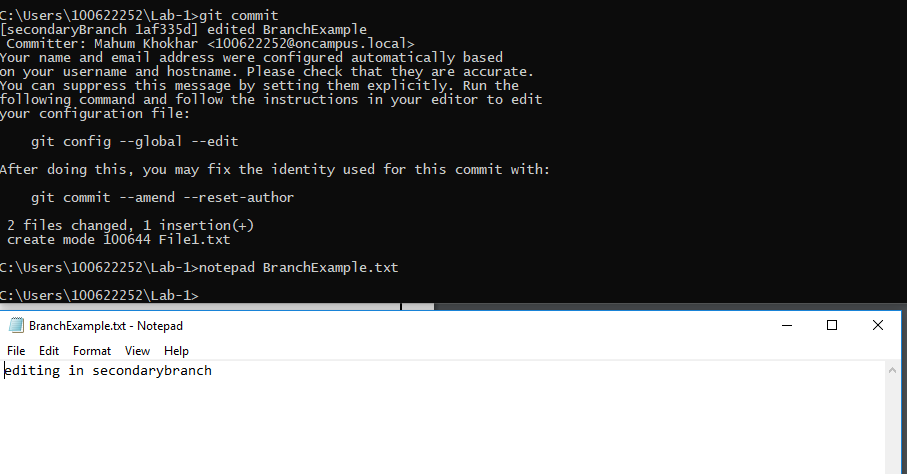 C:\Users\100622252\Lab-1>git commit
[secondaryBranch 1af335d] edited BranchExample
 Committer: Mahum Khokhar <100622252@oncampus.local>
Your name and email address were configured automatically based
on your username and hostname. Please check that they are accurate.
You can suppress this message by setting them explicitly. Run the
following command and follow the instructions in your editor to edit
your configuration file:
    git config --global --edit
After doing this, you may fix the identity used for this commit with:
    git commit --amend --reset-author
 2 files changed, 1 insertion(+)
 create mode 100644 File1.txt
C:\Users\100622252\Lab-1>notepad BranchExample.txt
C:\Users\100622252\Lab-1>
BranchExample.txt - Notepad
File Edit Format View Help
editing in secondarybranch